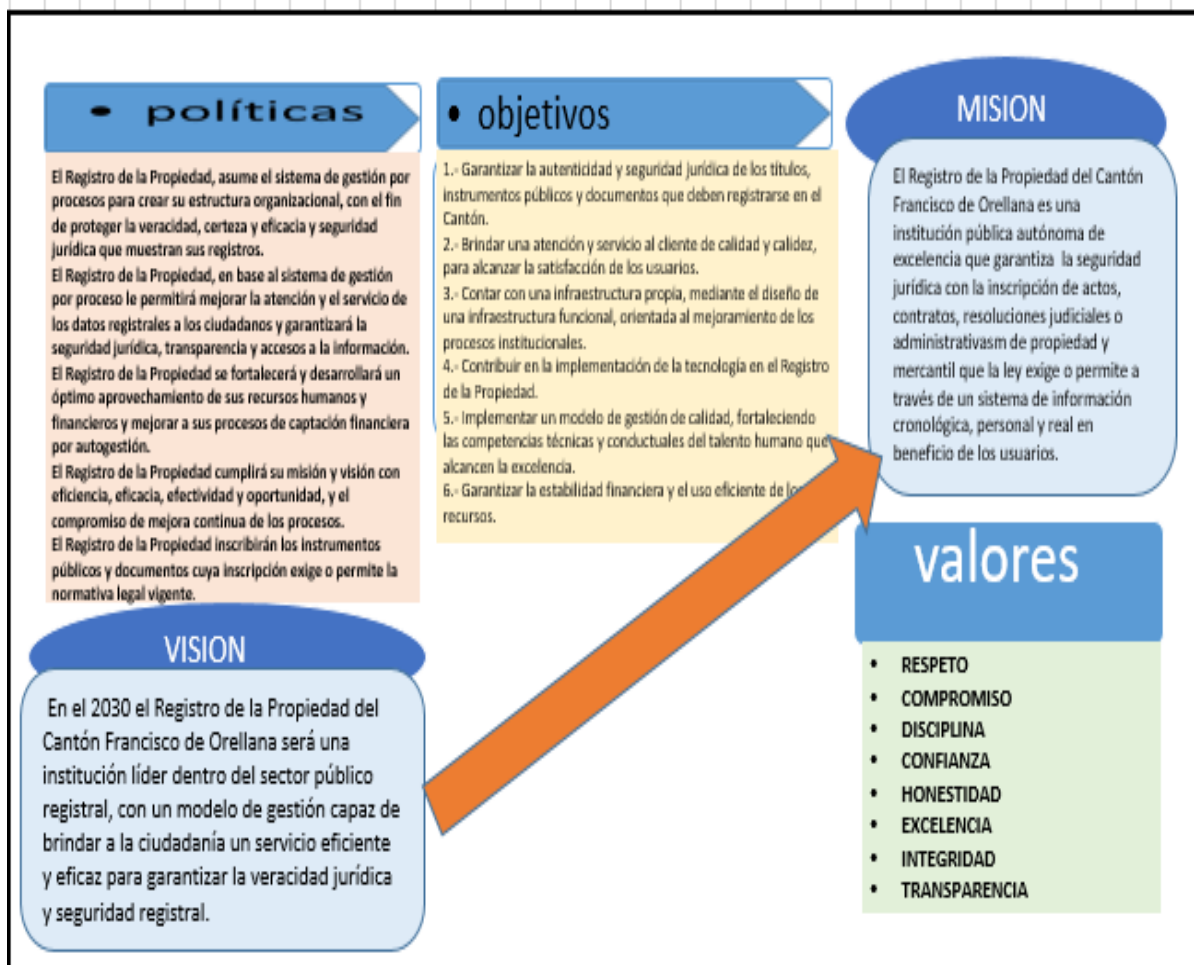 • políticas
El Registro de la Propiedad, asume el sistema de gestión por
procesos para crear su estructura organizacional, con el fin
de proteger la veracidad, certeza y eficacia y seguridad
jurídica que muestran sus registros.
El Registro de la Propiedad, en base al sistema de gestión
por proceso le permitirá mejorar la atención y el servicio de
los datos registrales a los ciudadanos y garantizará la
seguridad jurídica, transparencia y accesos a la información.
El Registro de la Propiedad se fortalecerá y desarrollará un
óptimo aprovechamiento de sus recursos humanos y
financieros y mejorar a sus procesos de captación financiera
por autogestión.
El Registro de la Propiedad cumplirá su misión y visión con
eficiencia, eficacia, efectividad y oportunidad, y el
compromiso de mejora continua de los procesos.
El Registro de la Propiedad inscribirán los instrumentos
públicos y documentos cuya inscripción exige o permite la
normativa legal vigente.
• objetivos
1.- Garantizar la autenticidad y seguridad jurídica de los títulos,
instrumentos públicos y documentos que deben registrarse en el
Cantón.
2.- Brindar una atención y servicio al cliente de calidad y calidez,
para alcanzar la satisfacción de los usuarios.
3.- Contar con una infraestructura propia, mediante el diseño de
una infraestructura funcional, orientada al mejoramiento de los
procesos institucionales.
4.- Contribuir en la implementación de la tecnología en el Registro
de la Propiedad.
5.- Implementar un modelo de gestión de calidad, fortaleciendo
las competencias técnicas y conductuales del talento humano que
alcancen la excelencia.
6.- Garantizar la estabilidad financiera y el uso eficiente de los
recursos.
MISION
El Registro de la Propiedad del Cantón
Francisco de Orellana es una
institución pública autónoma de
excelencia que garantiza la seguridad
jurídica con la inscripción de actos,
contratos, resoluciones judiciales o
administrativasm de propiedad y
mercantil que la ley exige o permite a
través de un sistema de información
cronológica, personal y real en
beneficio de los usuarios.
VISION
En el 2030 el Registro de la Propiedad del
Cantón Francisco de Orellana será una
institución líder dentro del sector público
registral, con un modelo de gestión capaz de
brindar a la ciudadanía un servicio eficiente
y eficaz para garantizar la veracidad jurídica
y seguridad registral.
valores
• RESPETO
• COMPROMISO
• DISCIPLINA
• CONFIANZA
• HONESTIDAD
• EXCELENCIA
• INTEGRIDAD
• TRANSPARENCIA